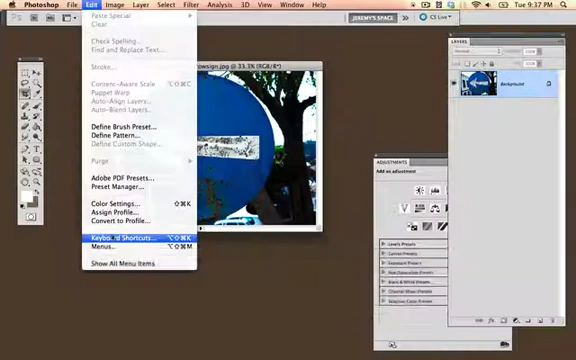 Photoshop File Edit Image Layer Select Filter Analysis 3D View Tue 9:37 PM
JEREMY'S SPACE CS Live
Paste Special
Clear
Check Spelling...
Find and Replace Text...
Stroke...
Content-Aware Scale ⌥⇧⌘C
Puppet Warp
Auto-Align Layers...
Auto-Blend Layers...
Define Brush Preset...
Define Pattern...
Define Custom Shape...
Purge
Adobe PDF Presets...
Preset Manager...
Color Settings... ⇧⌘K
Assign Profile...
Convert to Profile...
Keyboard Shortcuts... ⌥⇧⌘K
Menus... ⌥⇧⌘M
Show All Menu Items
owsign.jpg @ 33.3% (RGB/8*)
LAYERS
Background
ADJUSTMENTS
Add an adjustment
Levels Presets
Curves Presets
Exposure Presets
Hue/Saturation Presets
Black & White Presets
Channel Mixer Presets
Selective Color Presets